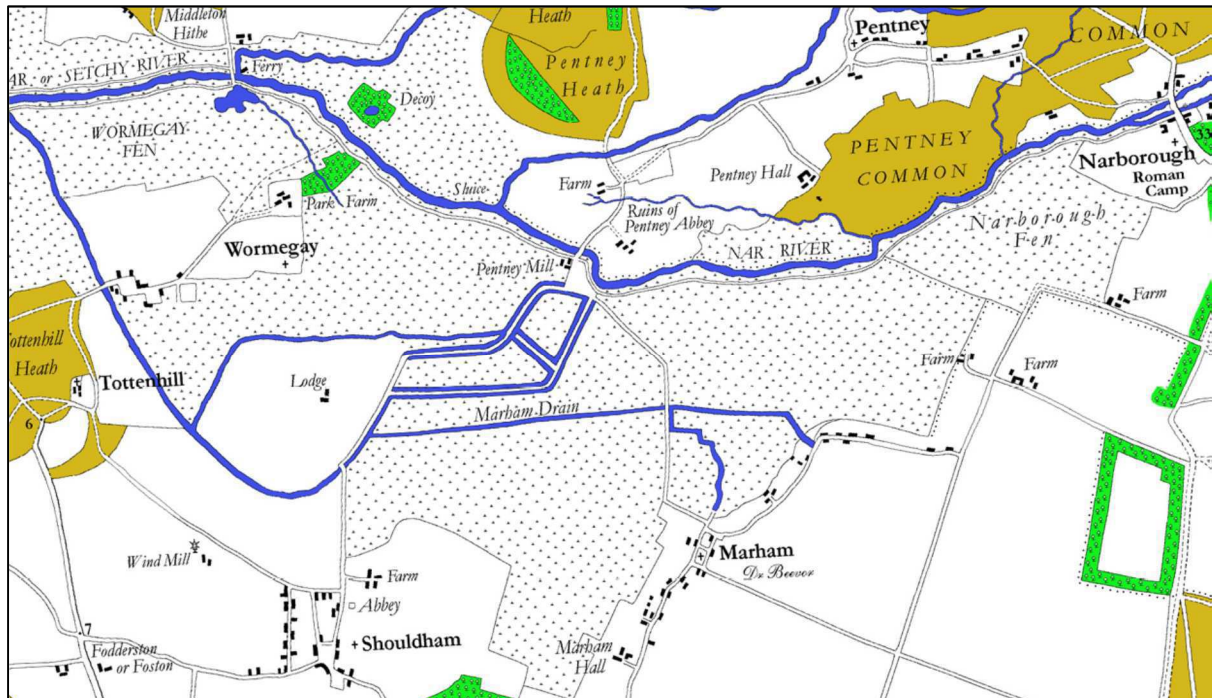 Middleton
Hithe
Heath
Pentney
COMMON
AR or SETCHY RIVER
Ferry
Pentney
Heath
Decoy
WORMEGAY
FEN
PENTNEY
COMMON
33
Narborough
Roman
Camp
Sluice
Farm
Pentney Hall
Park Farm
Ruins of
Pentney Abbey
Narborough
Fen
Wormegay
NAR RIVER
Pentney Mill
Farm
Tottenhill
Heath
Farm
Farm
Tottenhill
Lodge
Marham Drain
6
Wind Mill
Marham
Dr Beevor
Farm
Abbey
7
Shouldham
Marham
Hall
Fodderston
or Foston